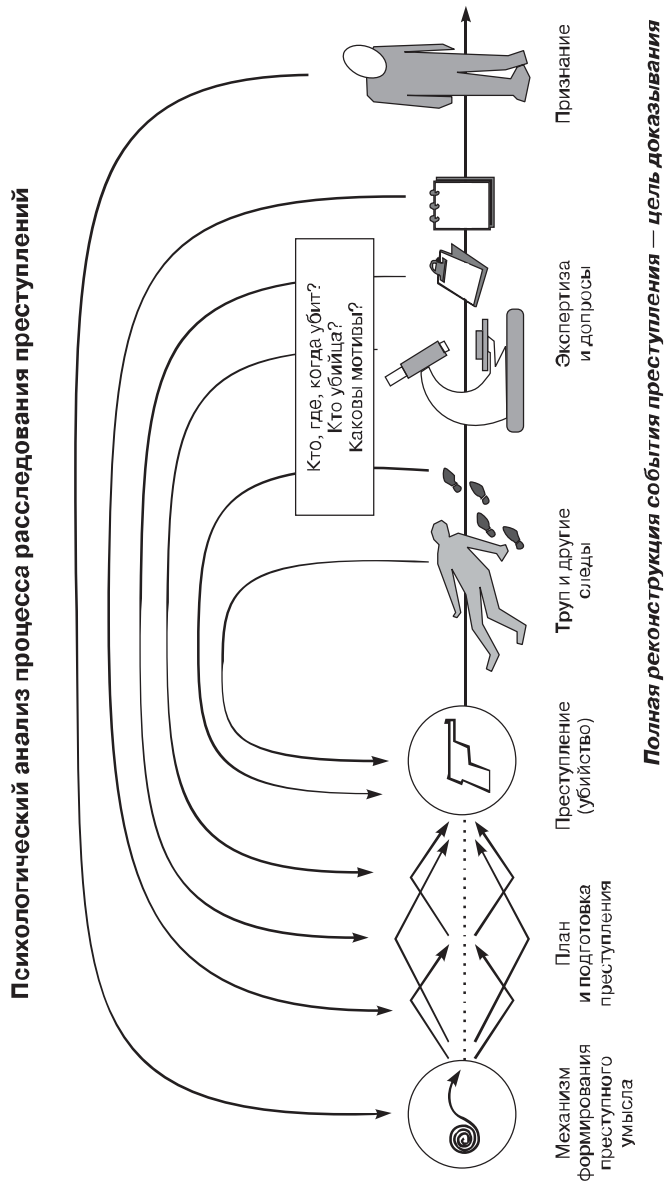 Психологический анализ процесса расследования преступлений
Кто, где, когда убит?
Кто убийца?
Каковы мотивы?
Механизм
формирования
преступного
умысла
План
и подготовка
преступления
Преступление
(убийство)
Труп и другие
следы
Экспертиза
и допросы
Признание
Полная реконструкция события преступления — цель доказывания